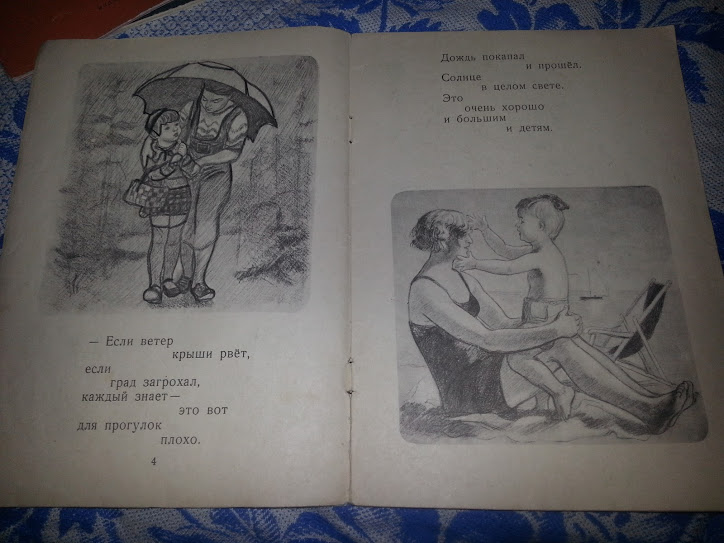 — Если ветер
крыши рвёт,
если
град загрохал,
каждый знает —
это вот
для прогулок
плохо.
4
Дождь покапал
и прошёл.
Солнце
в целом свете.
Это
очень хорошо
и большим
и детям.